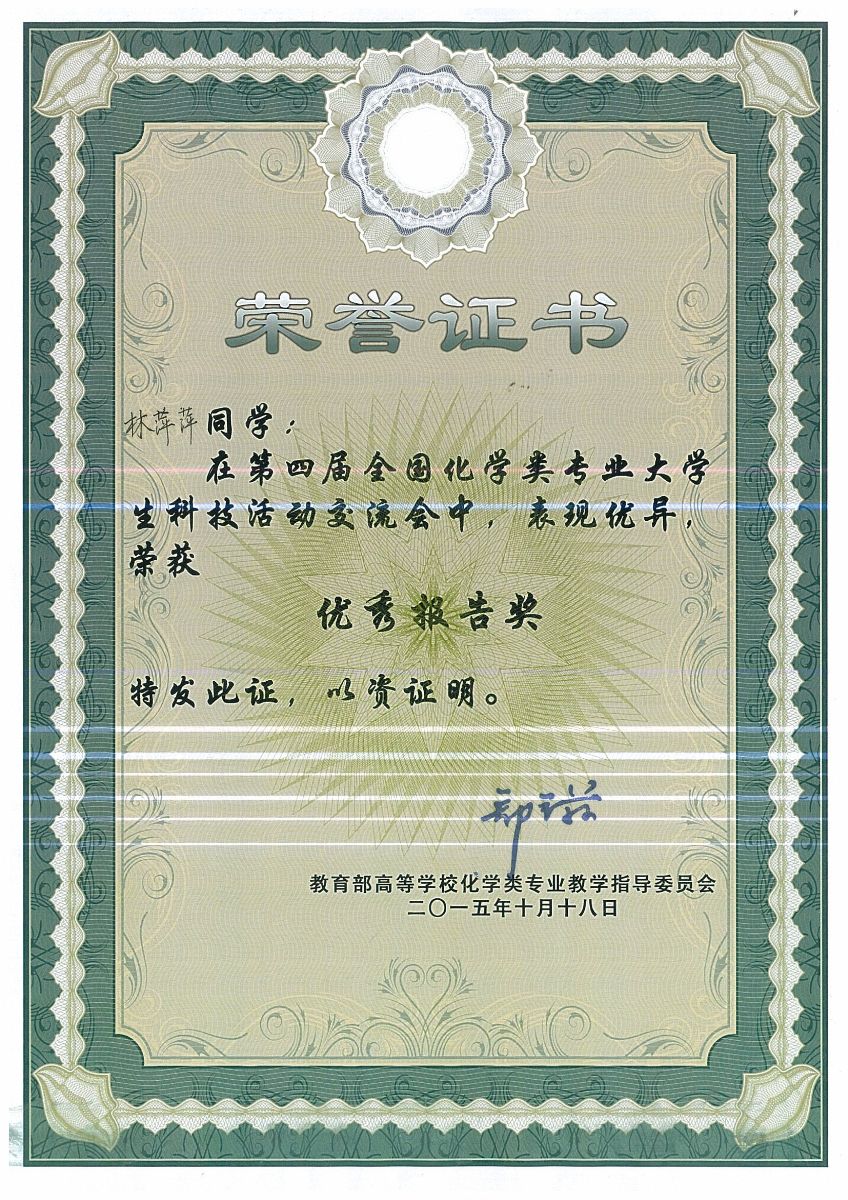 荣誉证书
林萍萍同学：
在第四届全国化学类专业大学
生科技活动交流会中，表现优异，
荣获
优秀报告奖
特发此证，以资证明。
教育部高等学校化学类专业教学指导委员会
二〇一五年十月十八日